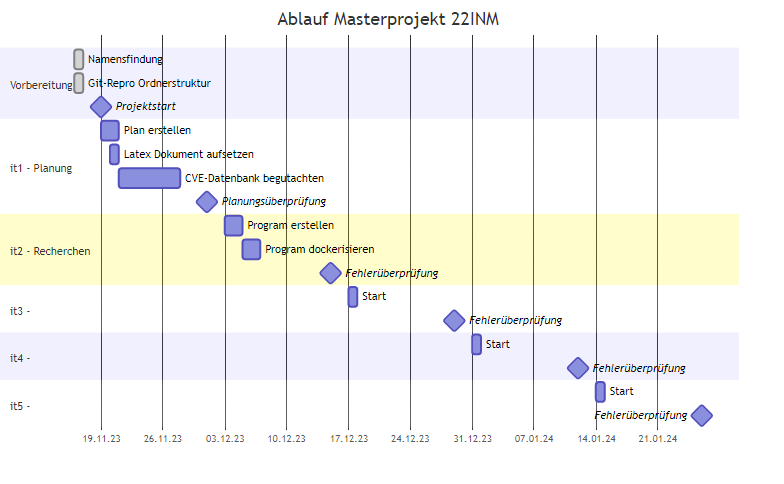 Ablauf Masterprojekt 22INM
Vorbereitung
Namensfindung
Git-Repro Ordnerstruktur
Projektstart
it1 - Planung
Plan erstellen
Latex Dokument aufsetzen
CVE-Datenbank begutachten
Planungsüberprüfung
it2 - Recherchen
Program erstellen
Program dockerisieren
Fehlerüberprüfung
it3 -
Start
Fehlerüberprüfung
it4 -
Start
Fehlerüberprüfung
it5 -
Start
Fehlerüberprüfung
19.11.23 26.11.23 03.12.23 10.12.23 17.12.23 24.12.23 31.12.23 07.01.24 14.01.24 21.01.24